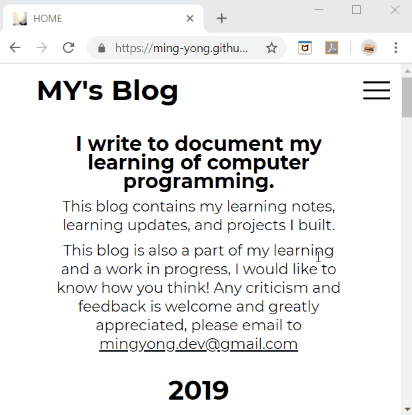 HOME
https://ming-yong.githu...
MY's Blog
I write to document my
learning of computer
programming.
This blog contains my learning notes,
learning updates, and projects I built.
This blog is also a part of my learning
and a work in progress, I would like to
know how you think! Any criticism and
feedback is welcome and greatly
appreciated, please email to
mingyong.dev@gmail.com
2019